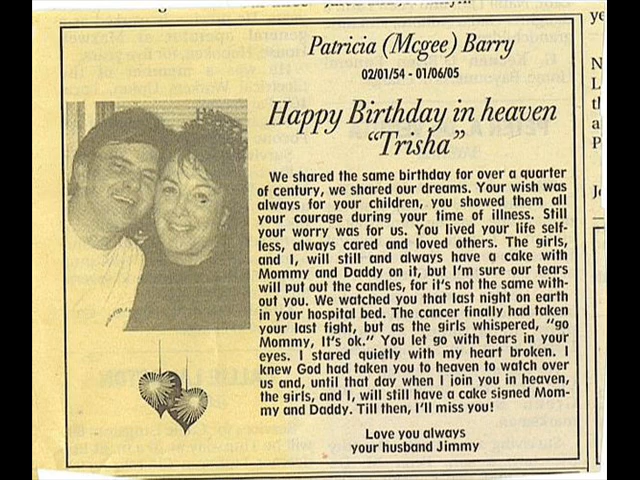 Patricia (Mcgee) Barry
02/01/54 - 01/06/05
Happy Birthday in heaven
"Trisha"
We shared the same birthday for over a quarter
of century, we shared our dreams. Your wish was
always for your children, you showed them all
your courage during your time of illness. Still
your worry was for us. You lived your life self-
less, always cared and loved others. The girls,
and I, will still and always have a cake with
Mommy and Daddy on it, but I'm sure our tears
will put out the candles, for it's not the same with-
out you. We watched you that last night on earth
in your hospital bed. The cancer finally had taken
your last fight, but as the girls whispered, "go
Mommy, It's ok." You let go with tears in your
eyes. I stared quietly with my heart broken. I
knew God had taken you to heaven to watch over
us and, until that day when I join you in heaven,
the girls, and I, will still have a cake signed Mom-
my and Daddy. Till then, I'll miss you!
Love you always
your husband Jimmy